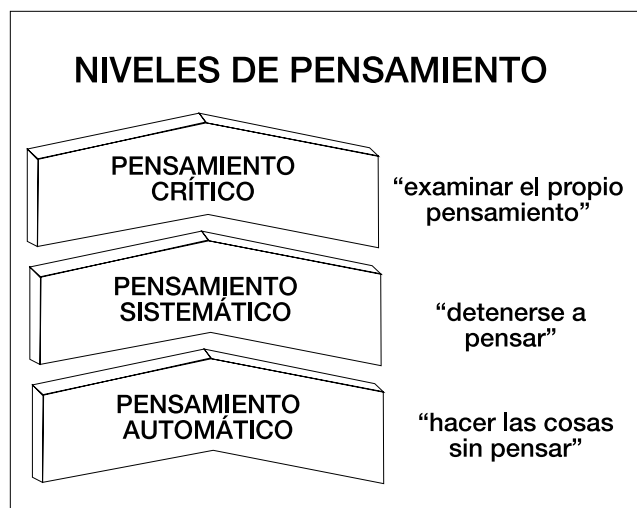 NIVELES DE PENSAMIENTO
PENSAMIENTO
CRÍTICO
“examinar el propio
pensamiento”
PENSAMIENTO
SISTEMÁTICO
“detenerse a
pensar”
PENSAMIENTO
AUTOMÁTICO
“hacer las cosas
sin pensar”